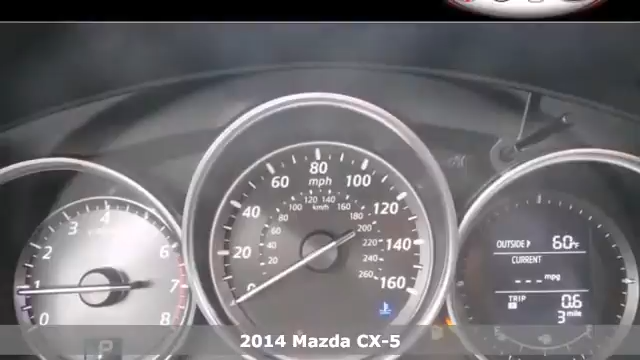 80
60 mph 100
120 140
100 km/h 160
40 80 180 120
60 200
40 220
20 20 240 140
0 260 160
3 4 5
2 6
1 7
0 8
P
OUTSIDE 60°F
CURRENT
--- mpg
TRIP 0.6
3 mile
2014 Mazda CX-5